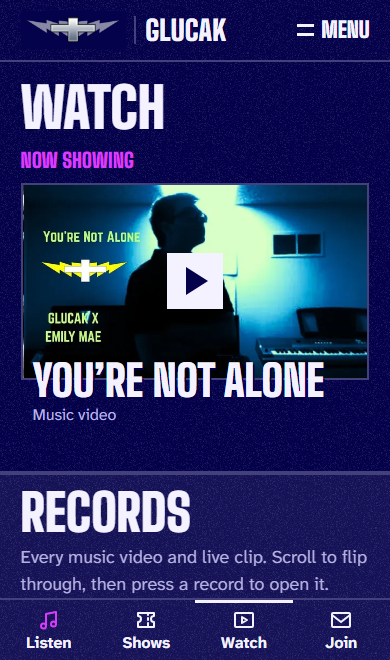 GLUCAK
MENU
WATCH
NOW SHOWING
You're Not Alone
GLUCAK X
EMILY MAE
YOU’RE NOT ALONE
Music video
RECORDS
Every music video and live clip. Scroll to flip
through, then press a record to open it.
Listen
Shows
Watch
Join